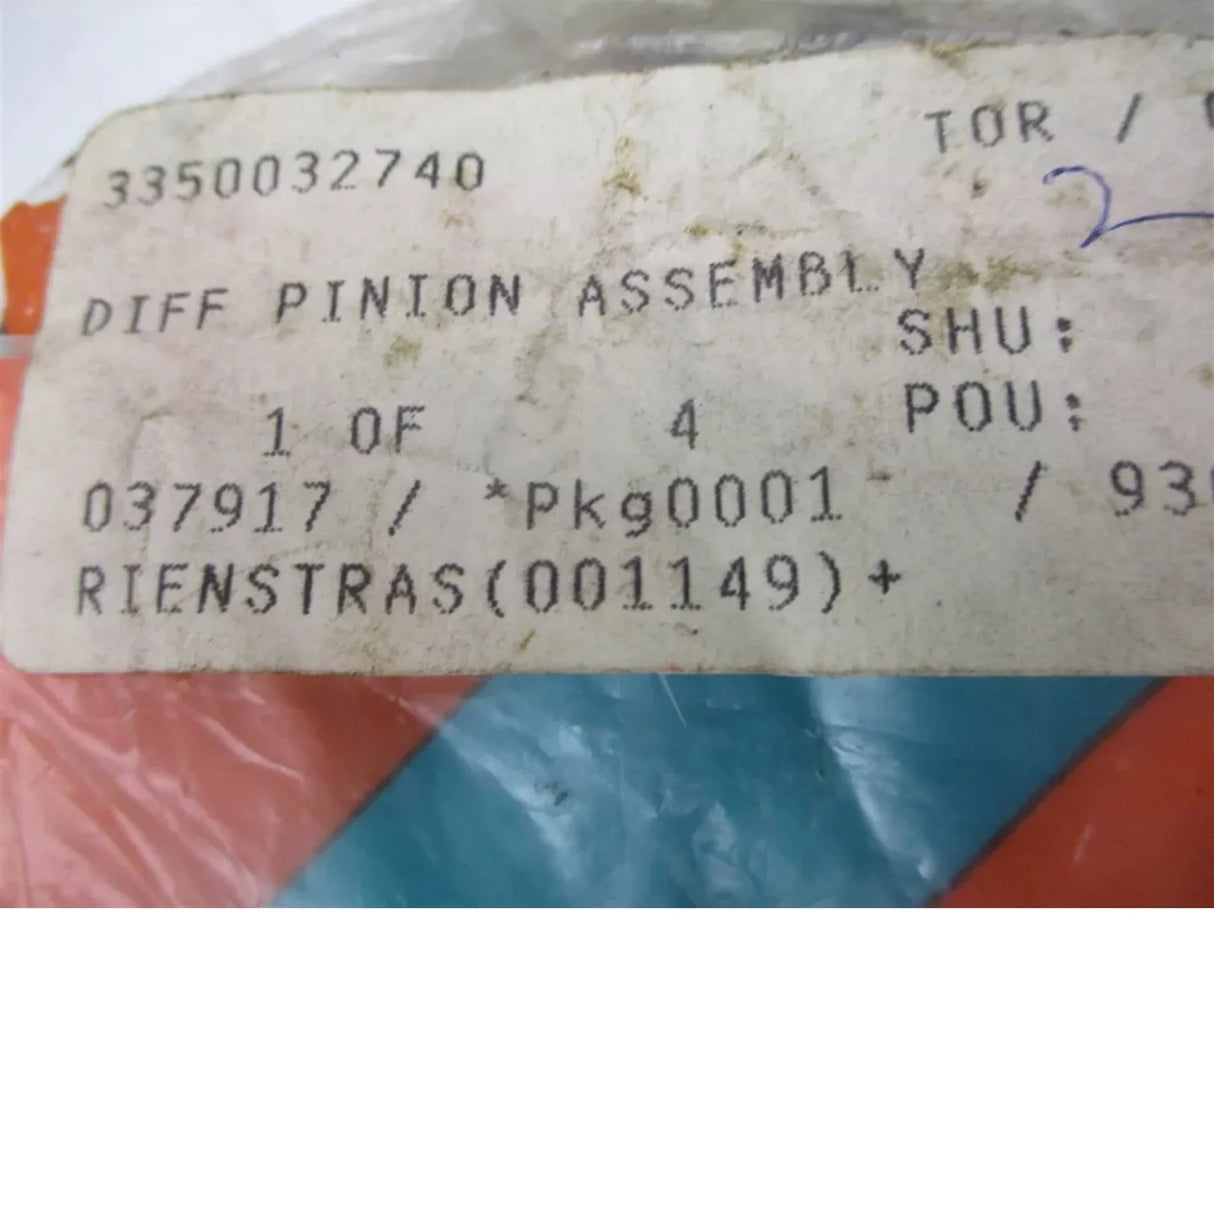 3350032740
TOR /
2
DIFF PINION ASSEMBLY
SHU:
1 OF 4
POU:
037917 / *Pkg0001 / 93
RIENSTRAS(001149)+